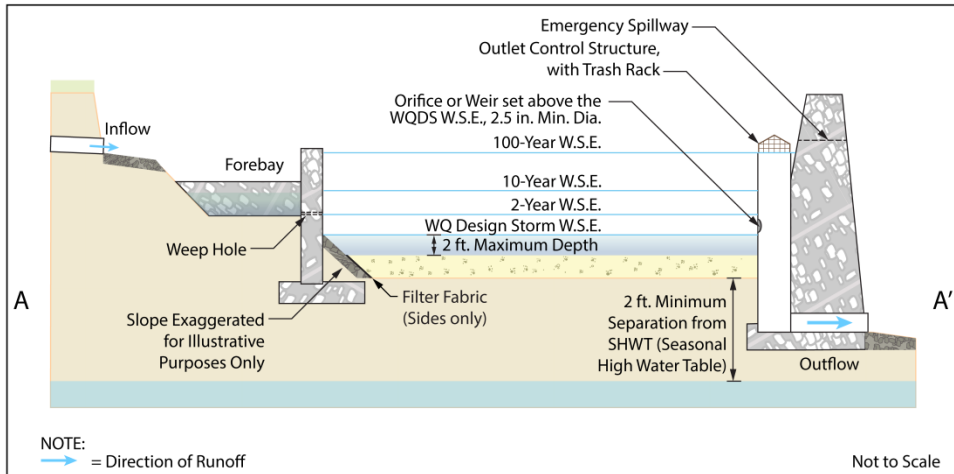 Emergency Spillway
Outlet Control Structure,
with Trash Rack
Orifice or Weir set above the
WQDS W.S.E., 2.5 in. Min. Dia.
100-Year W.S.E.
Inflow
Forebay
10-Year W.S.E.
2-Year W.S.E.
WQ Design Storm W.S.E.
Weep Hole
2 ft. Maximum Depth
A
A'
Filter Fabric
(Sides only)
Slope Exaggerated
for Illustrative
Purposes Only
2 ft. Minimum
Separation from
SHWT (Seasonal
High Water Table)
Outflow
NOTE:
= Direction of Runoff
Not to Scale